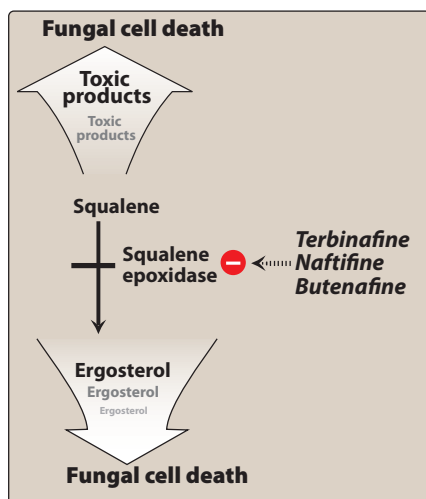 Fungal cell death
Toxic
products
Toxic
products
Squalene
Squalene
epoxidase
Terbinafine
Naftifine
Butenafine
Ergosterol
Ergosterol
Ergosterol
Fungal cell death